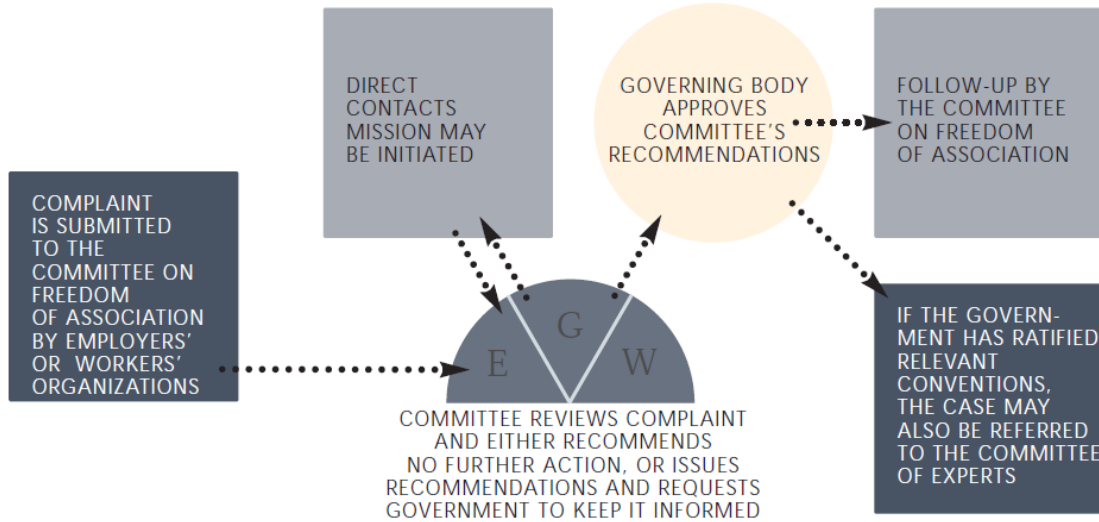 COMPLAINT
IS SUBMITTED
TO THE
COMMITTEE ON
FREEDOM
OF ASSOCIATION
BY EMPLOYERS'
OR WORKERS'
ORGANIZATIONS
DIRECT
CONTACTS
MISSION MAY
BE INITIATED
E
G
W
COMMITTEE REVIEWS COMPLAINT
AND EITHER RECOMMENDS
NO FURTHER ACTION, OR ISSUES
RECOMMENDATIONS AND REQUESTS
GOVERNMENT TO KEEP IT INFORMED
GOVERNING BODY
APPROVES
COMMITTEE'S
RECOMMENDATIONS
FOLLOW-UP BY
THE COMMITTEE
ON FREEDOM
OF ASSOCIATION
IF THE GOVERN-
MENT HAS RATIFIED
RELEVANT
CONVENTIONS,
THE CASE MAY
ALSO BE REFERRED
TO THE COMMITTEE
OF EXPERTS